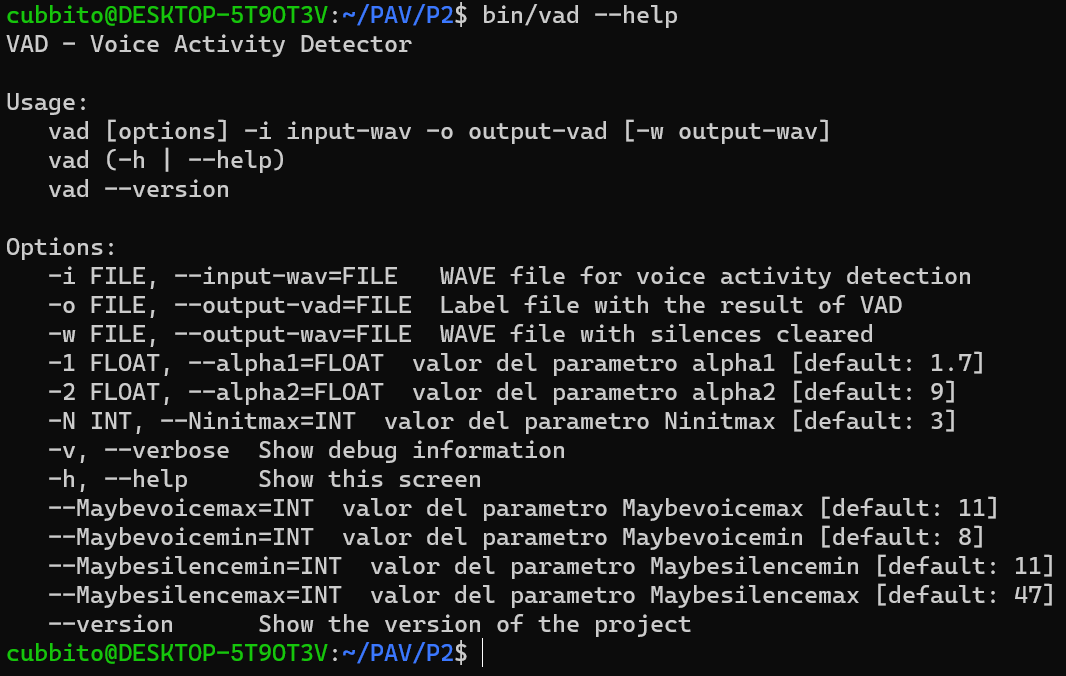 cubbito@DESKTOP-5T9OT3V:~/PAV/P2$ bin/vad --help
VAD - Voice Activity Detector

Usage:
   vad [options] -i input-wav -o output-vad [-w output-wav]
   vad (-h | --help)
   vad --version

Options:
   -i FILE, --input-wav=FILE   WAVE file for voice activity detection
   -o FILE, --output-vad=FILE  Label file with the result of VAD
   -w FILE, --output-wav=FILE  WAVE file with silences cleared
   -1 FLOAT, --alpha1=FLOAT  valor del parametro alpha1 [default: 1.7]
   -2 FLOAT, --alpha2=FLOAT  valor del parametro alpha2 [default: 9]
   -N INT, --Ninitmax=INT  valor del parametro Ninitmax [default: 3]
   -v, --verbose  Show debug information
   -h, --help     Show this screen
   --Maybevoicemax=INT  valor del parametro Maybevoicemax [default: 11]
   --Maybevoicemin=INT  valor del parametro Maybevoicemin [default: 8]
   --Maybesilencemin=INT  valor del parametro Maybesilencemin [default: 11]
   --Maybesilencemax=INT  valor del parametro Maybesilencemax [default: 47]
   --version      Show the version of the project
cubbito@DESKTOP-5T9OT3V:~/PAV/P2$